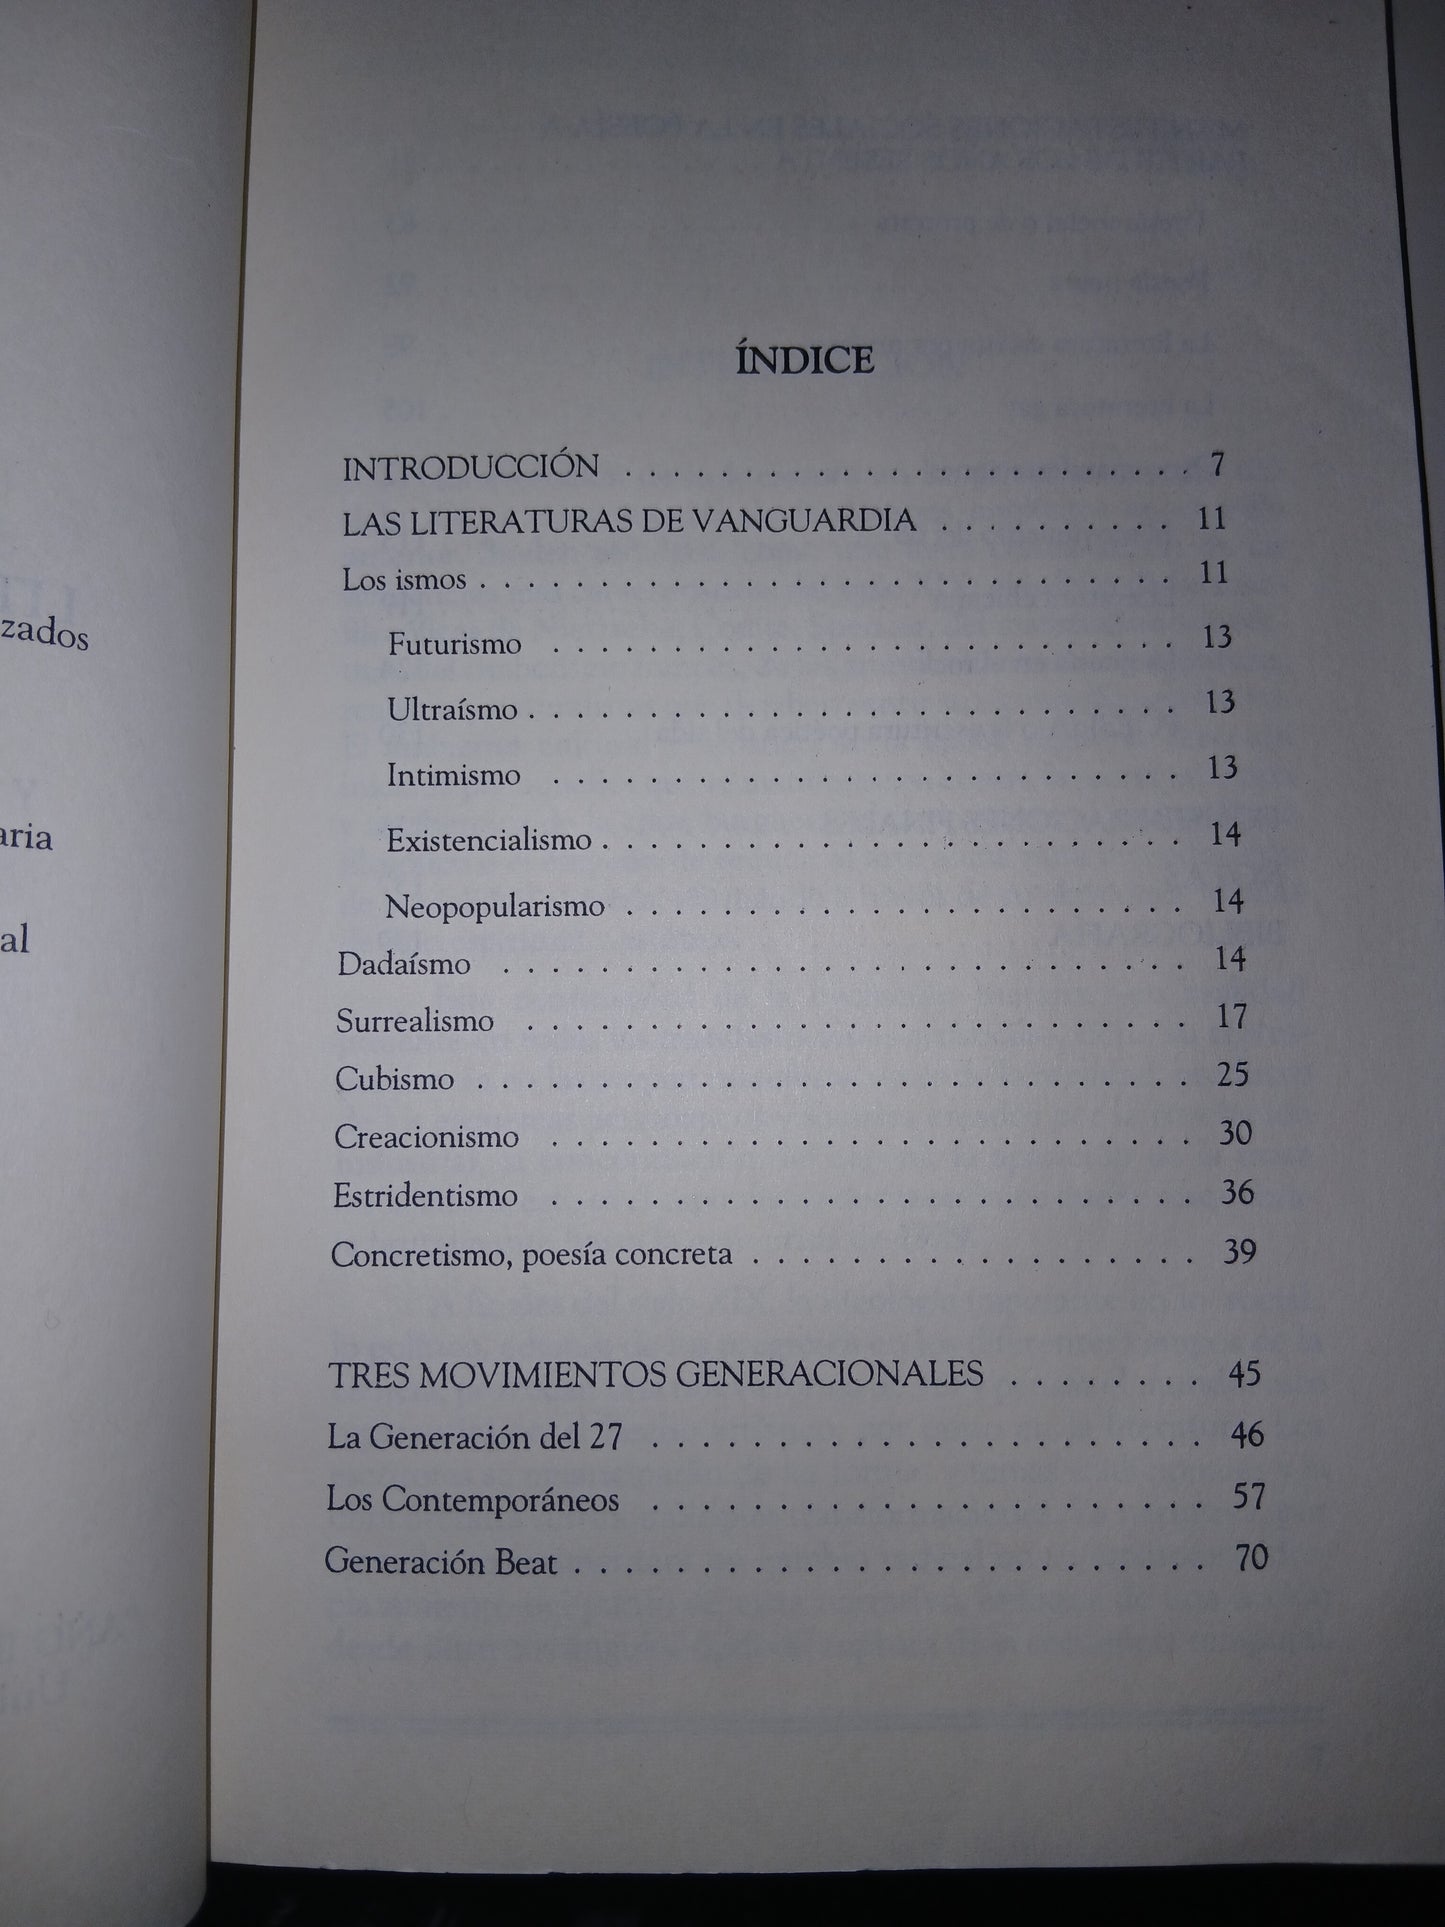 zados
aria
al
ÍNDICE
INTRODUCCIÓN . . . . . . . . . . . . . . . . . . . . . . . 7
LAS LITERATURAS DE VANGUARDIA . . . . . . . . . . 11
Los ismos . . . . . . . . . . . . . . . . . . . . . . . . . . . . 11
Futurismo . . . . . . . . . . . . . . . . . . . . . . . . . . 13
Ultraísmo . . . . . . . . . . . . . . . . . . . . . . . . . . . 13
Intimismo . . . . . . . . . . . . . . . . . . . . . . . . . . 13
Existencialismo . . . . . . . . . . . . . . . . . . . . . . . . 14
Neopopularismo . . . . . . . . . . . . . . . . . . . . . . . 14
Dadaísmo . . . . . . . . . . . . . . . . . . . . . . . . . . . . 14
Surrealismo . . . . . . . . . . . . . . . . . . . . . . . . . . . 17
Cubismo . . . . . . . . . . . . . . . . . . . . . . . . . . . . . 25
Creacionismo . . . . . . . . . . . . . . . . . . . . . . . . . . 30
Estridentismo . . . . . . . . . . . . . . . . . . . . . . . . . . 36
Concretismo, poesía concreta . . . . . . . . . . . . . . . . . . 39
TRES MOVIMIENTOS GENERACIONALES . . . . . . . . 45
La Generación del 27 . . . . . . . . . . . . . . . . . . . . . . 46
Los Contemporáneos . . . . . . . . . . . . . . . . . . . . . . 57
Generación Beat . . . . . . . . . . . . . . . . . . . . . . . . . 70